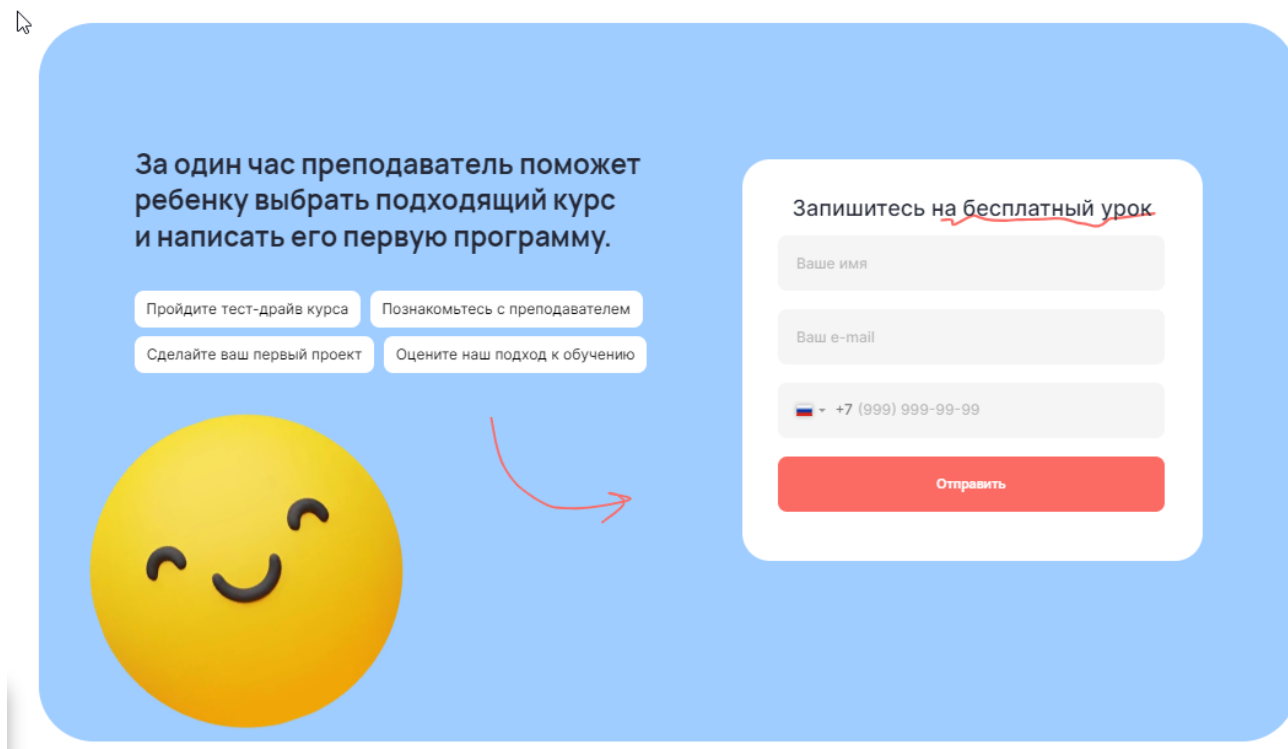 За один час преподаватель поможет
ребенку выбрать подходящий курс
и написать его первую программу.
Пройдите тест-драйв курса
Познакомьтесь с преподавателем
Сделайте ваш первый проект
Оцените наш подход к обучению
Запишитесь на бесплатный урок
Ваше имя
Ваш e-mail
+7 (999) 999-99-99
Отправить